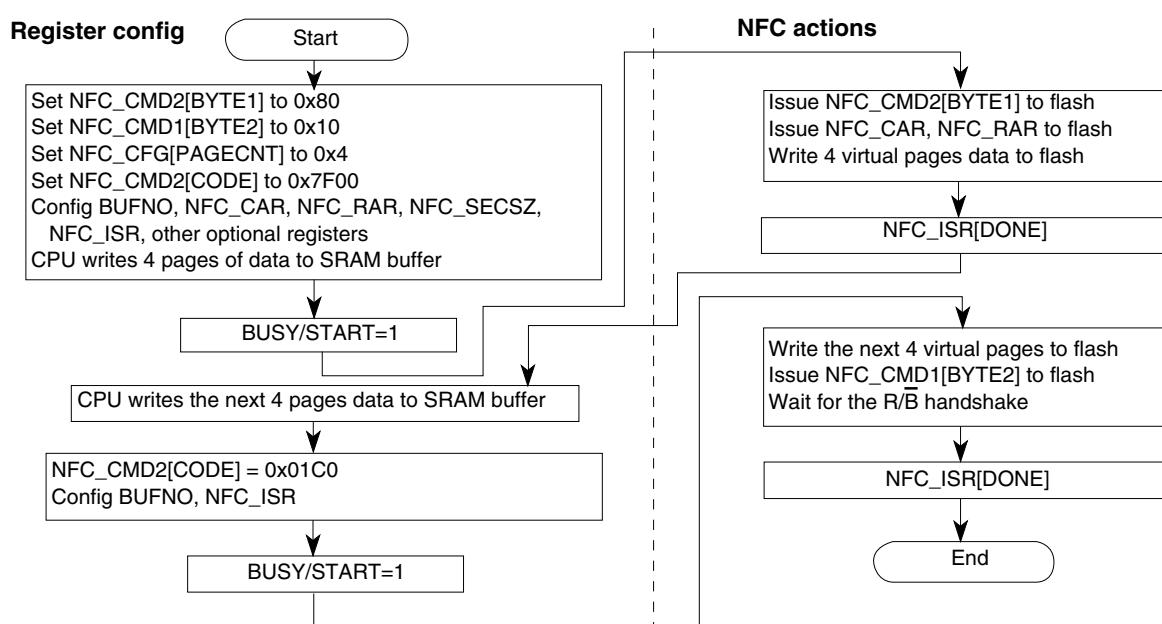 Register config
Start
Set NFC_CMD2[BYTE1] to 0x80
Set NFC_CMD1[BYTE2] to 0x10
Set NFC_CFG[PAGECNT] to 0x4
Set NFC_CMD2[CODE] to 0x7F00
Config BUFNO, NFC_CAR, NFC_RAR, NFC_SECSZ,
NFC_ISR, other optional registers
CPU writes 4 pages of data to SRAM buffer
BUSY/START=1
CPU writes the next 4 pages data to SRAM buffer
NFC_CMD2[CODE] = 0x01C0
Config BUFNO, NFC_ISR
BUSY/START=1
NFC actions
Issue NFC_CMD2[BYTE1] to flash
Issue NFC_CAR, NFC_RAR to flash
Write 4 virtual pages data to flash
NFC_ISR[DONE]
Write the next 4 virtual pages to flash
Issue NFC_CMD1[BYTE2] to flash
Wait for the R/B̅ handshake
NFC_ISR[DONE]
End